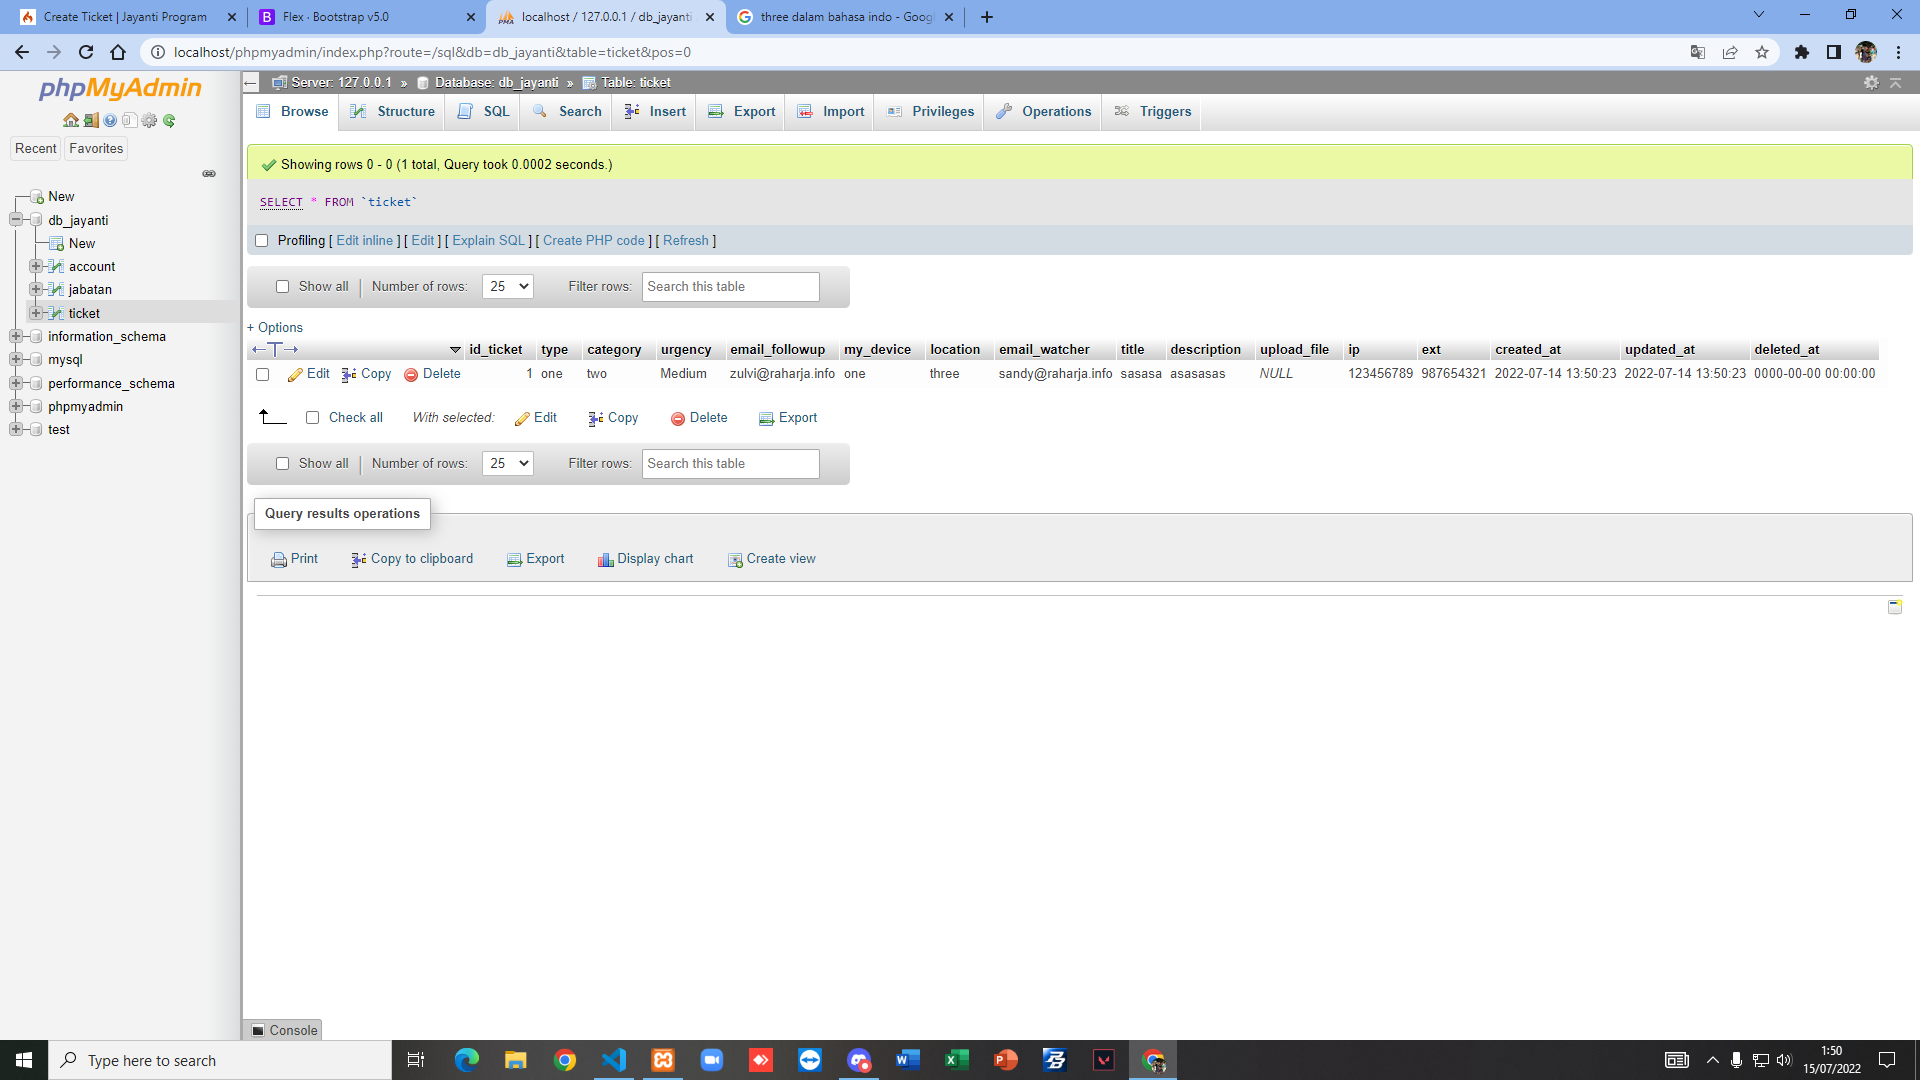 Create Ticket | Jayanti Program
Flex · Bootstrap v5.0
localhost / 127.0.0.1 / db_jayanti
three dalam bahasa indo - Goog
localhost/phpmyadmin/index.php?route=/sql&db=db_jayanti&table=ticket&pos=0
phpMyAdmin
Recent Favorites
New
db_jayanti
New
account
jabatan
ticket
information_schema
mysql
performance_schema
phpmyadmin
test
Server: 127.0.0.1 » Database: db_jayanti » Table: ticket
Browse Structure SQL Search Insert Export Import Privileges Operations Triggers
Showing rows 0 - 0 (1 total, Query took 0.0002 seconds.)
SELECT * FROM `ticket`
Profiling [ Edit inline ] [ Edit ] [ Explain SQL ] [ Create PHP code ] [ Refresh ]
Show all Number of rows: 25 Filter rows: Search this table
+ Options
id_ticket type category urgency email_followup my_device location email_watcher title description upload_file ip ext created_at updated_at deleted_at
Edit Copy Delete 1 one two Medium zulvi@raharja.info one three sandy@raharja.info sasasa asasasas NULL 123456789 987654321 2022-07-14 13:50:23 2022-07-14 13:50:23 0000-00-00 00:00:00
Check all With selected: Edit Copy Delete Export
Show all Number of rows: 25 Filter rows: Search this table
Query results operations
Print Copy to clipboard Export Display chart Create view
Console
Type here to search
1:50
15/07/2022